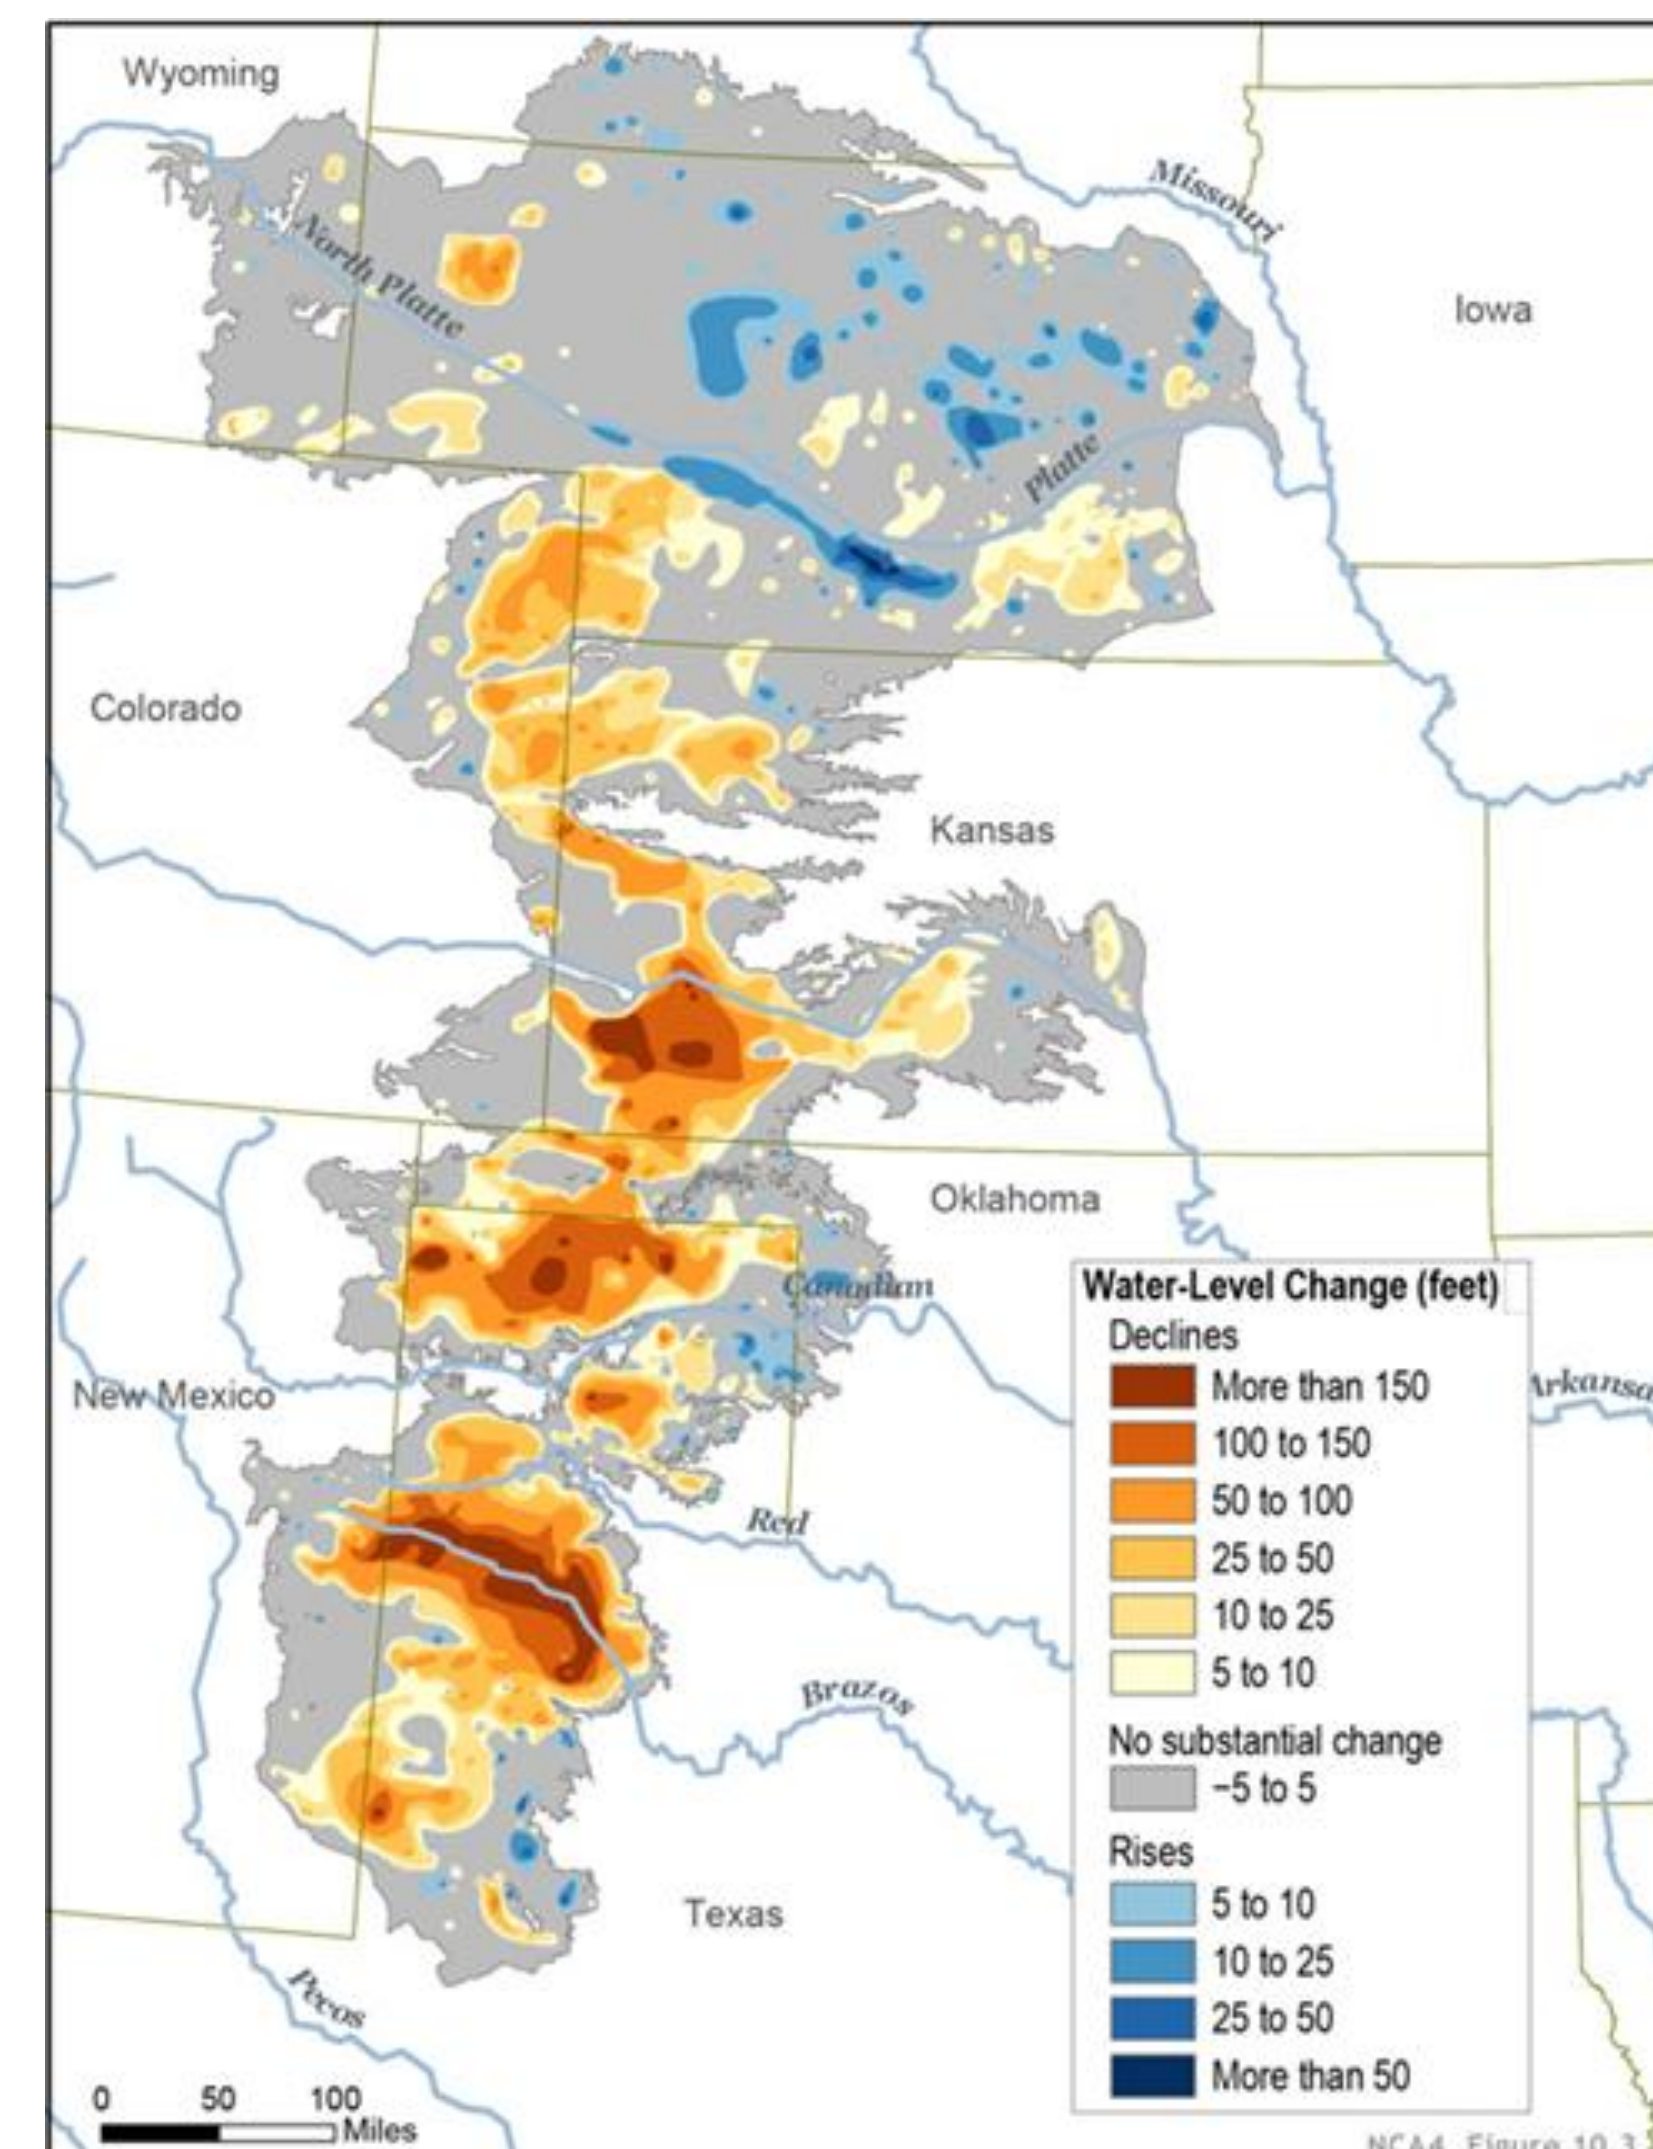 Wyoming
Missouri
North Platte
Iowa
Platte
Colorado
Kansas
Oklahoma
Canadian
New Mexico
Red
Brazos
Texas
Pecos
Water-Level Change (feet)
Declines
More than 150
100 to 150
50 to 100
25 to 50
10 to 25
5 to 10
No substantial change
−5 to 5
Rises
5 to 10
10 to 25
25 to 50
More than 50
Arkansa
0 50 100
Miles
NCA4 Figure 10.3